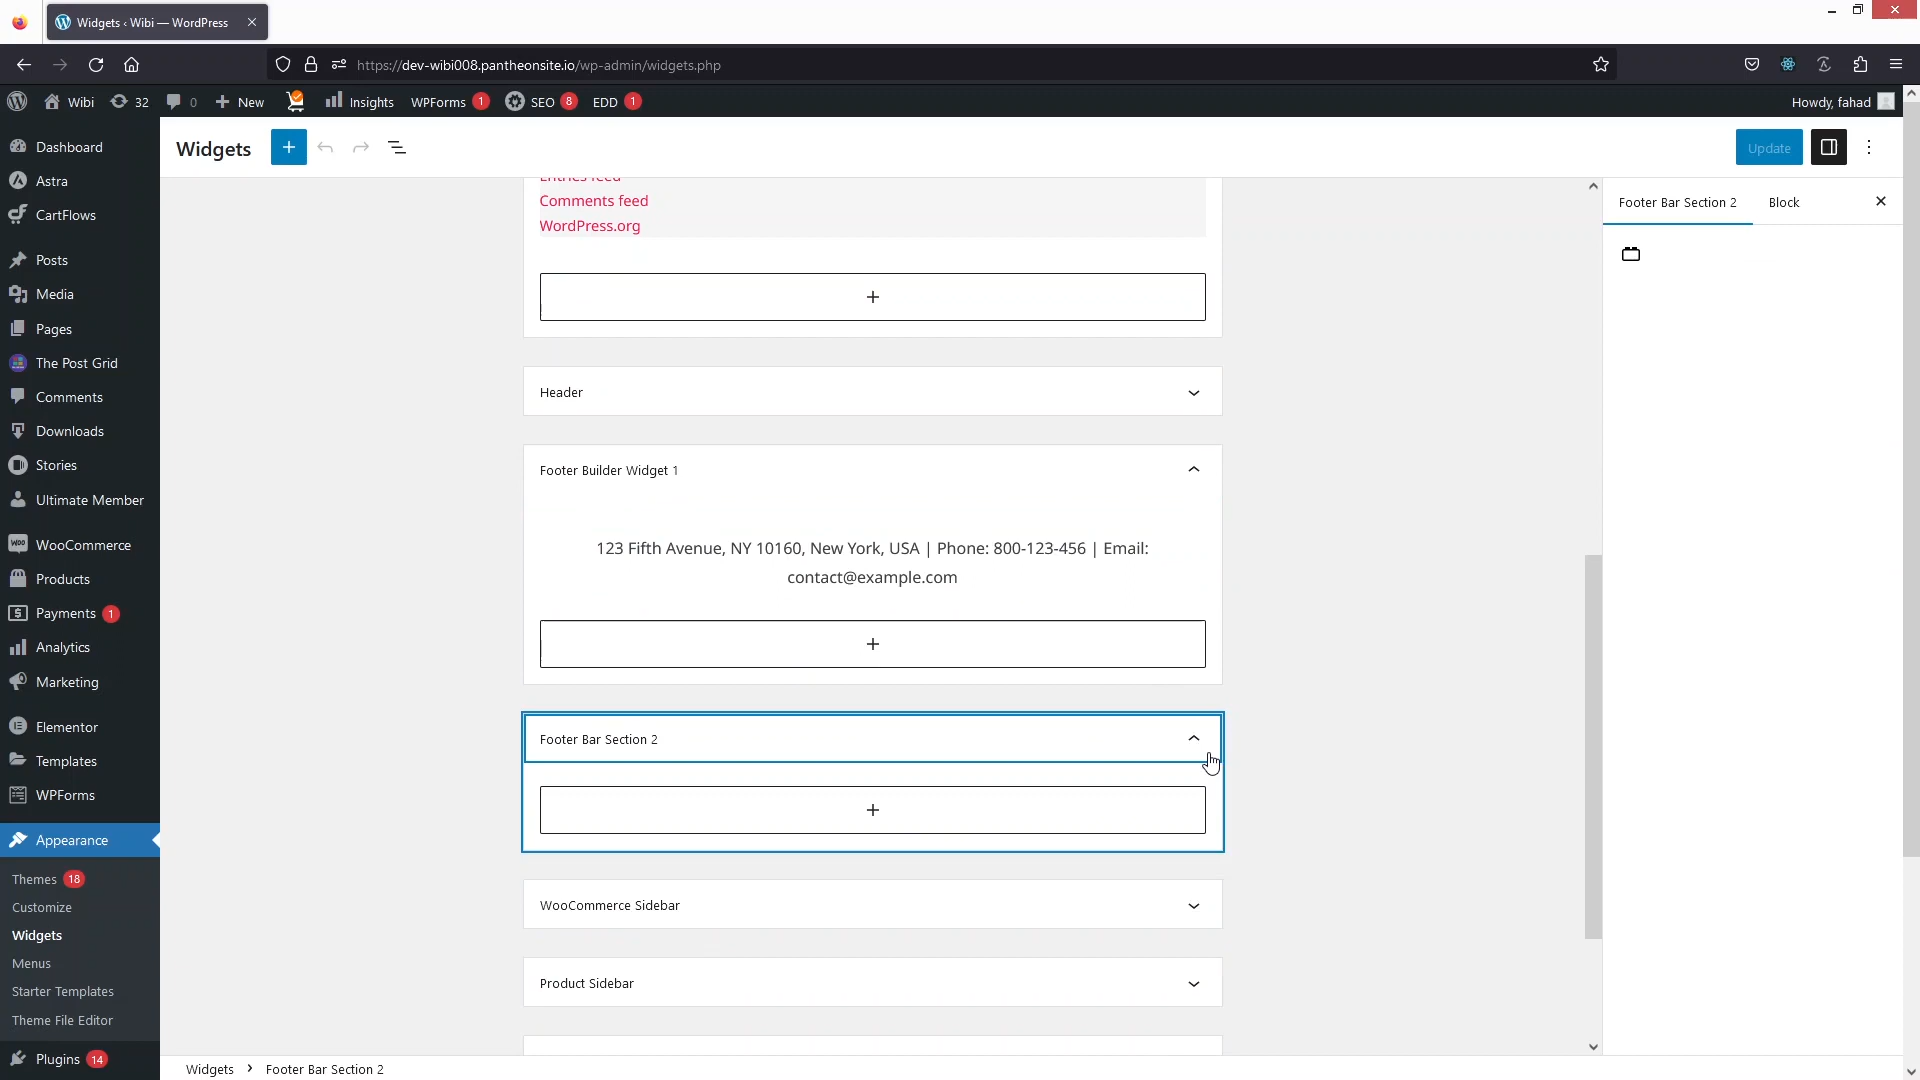 Widgets ‹ Wibi — WordPress
https://dev-wibi008.pantheonsite.io/wp-admin/widgets.php
Wibi 32 0 New Insights WPForms 1 SEO 8 EDD 1 Howdy, fahad
Dashboard
Astra
CartFlows
Posts
Media
Pages
The Post Grid
Comments
Downloads
Stories
Ultimate Member
WooCommerce
Products
Payments 1
Analytics
Marketing
Elementor
Templates
WPForms
Appearance
Themes 18
Customize
Widgets
Menus
Starter Templates
Theme File Editor
Plugins 14
Widgets
Update
Entries feed
Comments feed
WordPress.org
Header
Footer Builder Widget 1
123 Fifth Avenue, NY 10160, New York, USA | Phone: 800-123-456 | Email:
contact@example.com
Footer Bar Section 2
WooCommerce Sidebar
Product Sidebar
Footer Bar Section 2 Block
Widgets › Footer Bar Section 2